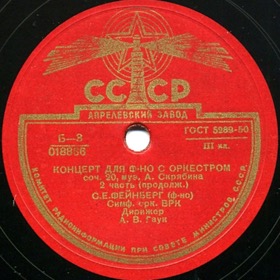 СССР
АПРЕЛЕВСКИЙ ЗАВОД
ГОСТ 5289-50
Б—8
018856
III кл.
КОНЦЕРТ ДЛЯ Ф-НО С ОРКЕСТРОМ
соч. 20, муз. А. Скрябина
2 часть (продолж.)
С.Е.ФЕЙНБЕРГ (ф-но)
Симф. орк. ВРК
Дирижер
А. В. Гаук
КОМИТЕТ РАДИОИНФОРМАЦИИ ПРИ СОВЕТЕ МИНИСТРОВ СССР